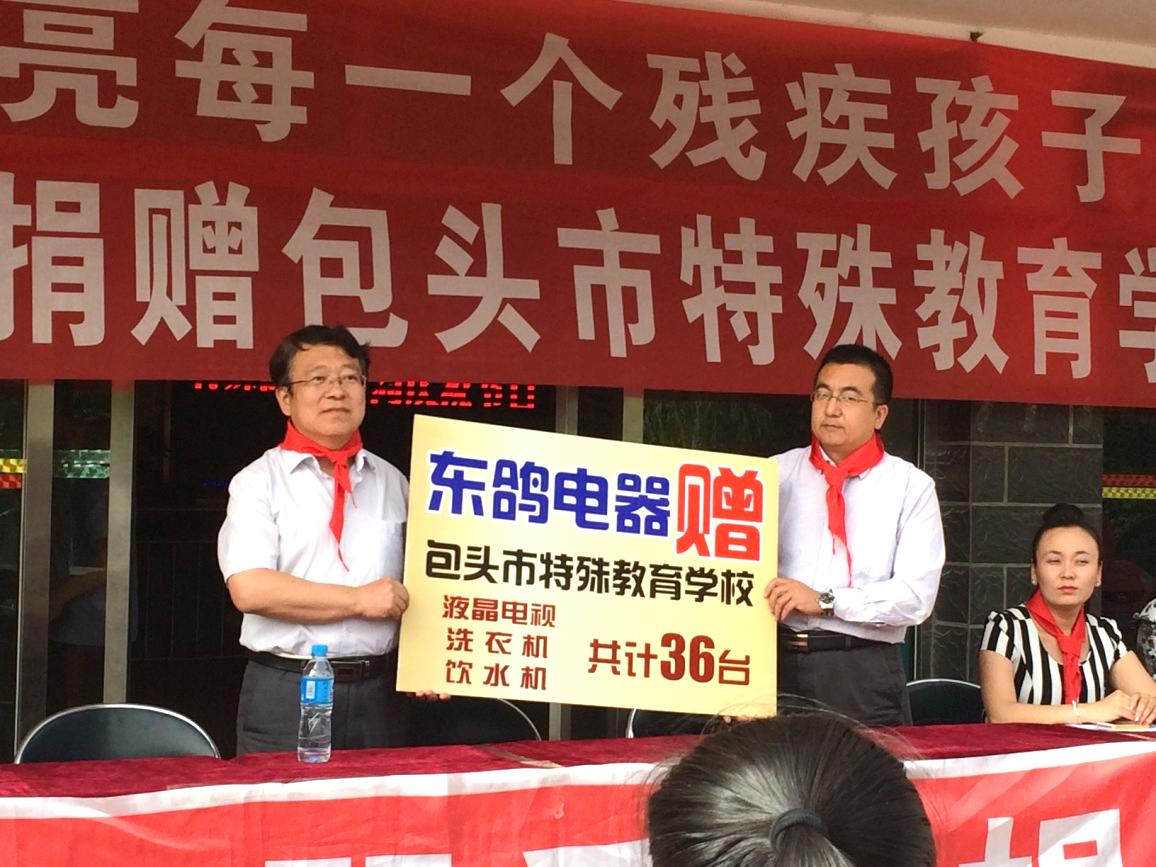 亮每一个残疾孩子
捐赠包头市特殊教育学
东鸽电器赠
包头市特殊教育学校
液晶电视
洗衣机
饮水机
共计36台